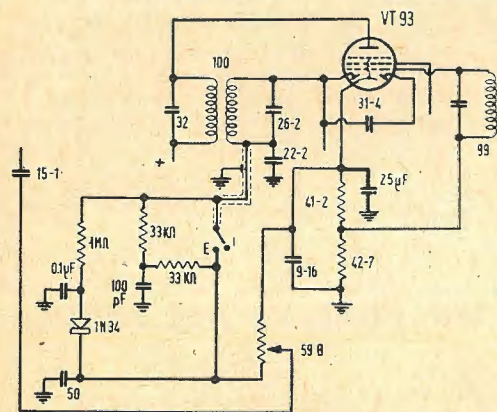 VT 93
100
32
26-2
22-2
31-4
99
+
15-1
25µF
41-2
33KΩ
1MΩ
E
I
9-16
42-7
33 KΩ
0.1µF
100
pF
1N34
59 B
50